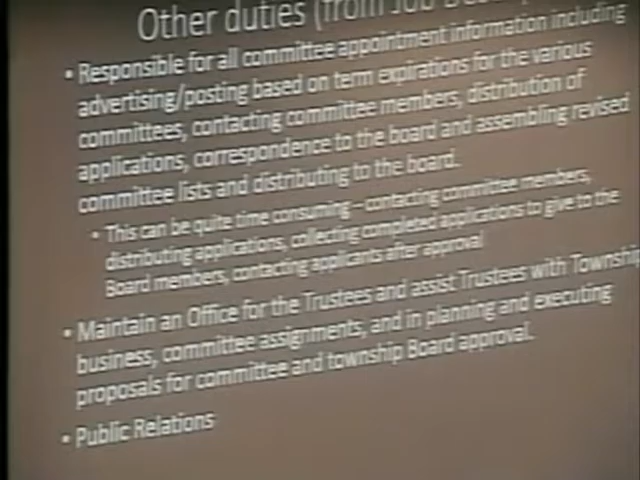 Other duties (from Job
• Responsible for all committee appointment information including
advertising/posting based on term expirations for the various
committees, contacting committee members, distribution of
applications, correspondence to the board and assembling revised
committee lists and distributing to the board.
• This can be quite time consuming – contacting committee members,
distributing applications, collecting completed applications to give to the
Board members, contacting applicants after approval
• Maintain an Office for the Trustees and assist Trustees with Township
business, committee assignments, and in planning and executing
proposals for committee and township Board approval.
• Public Relations